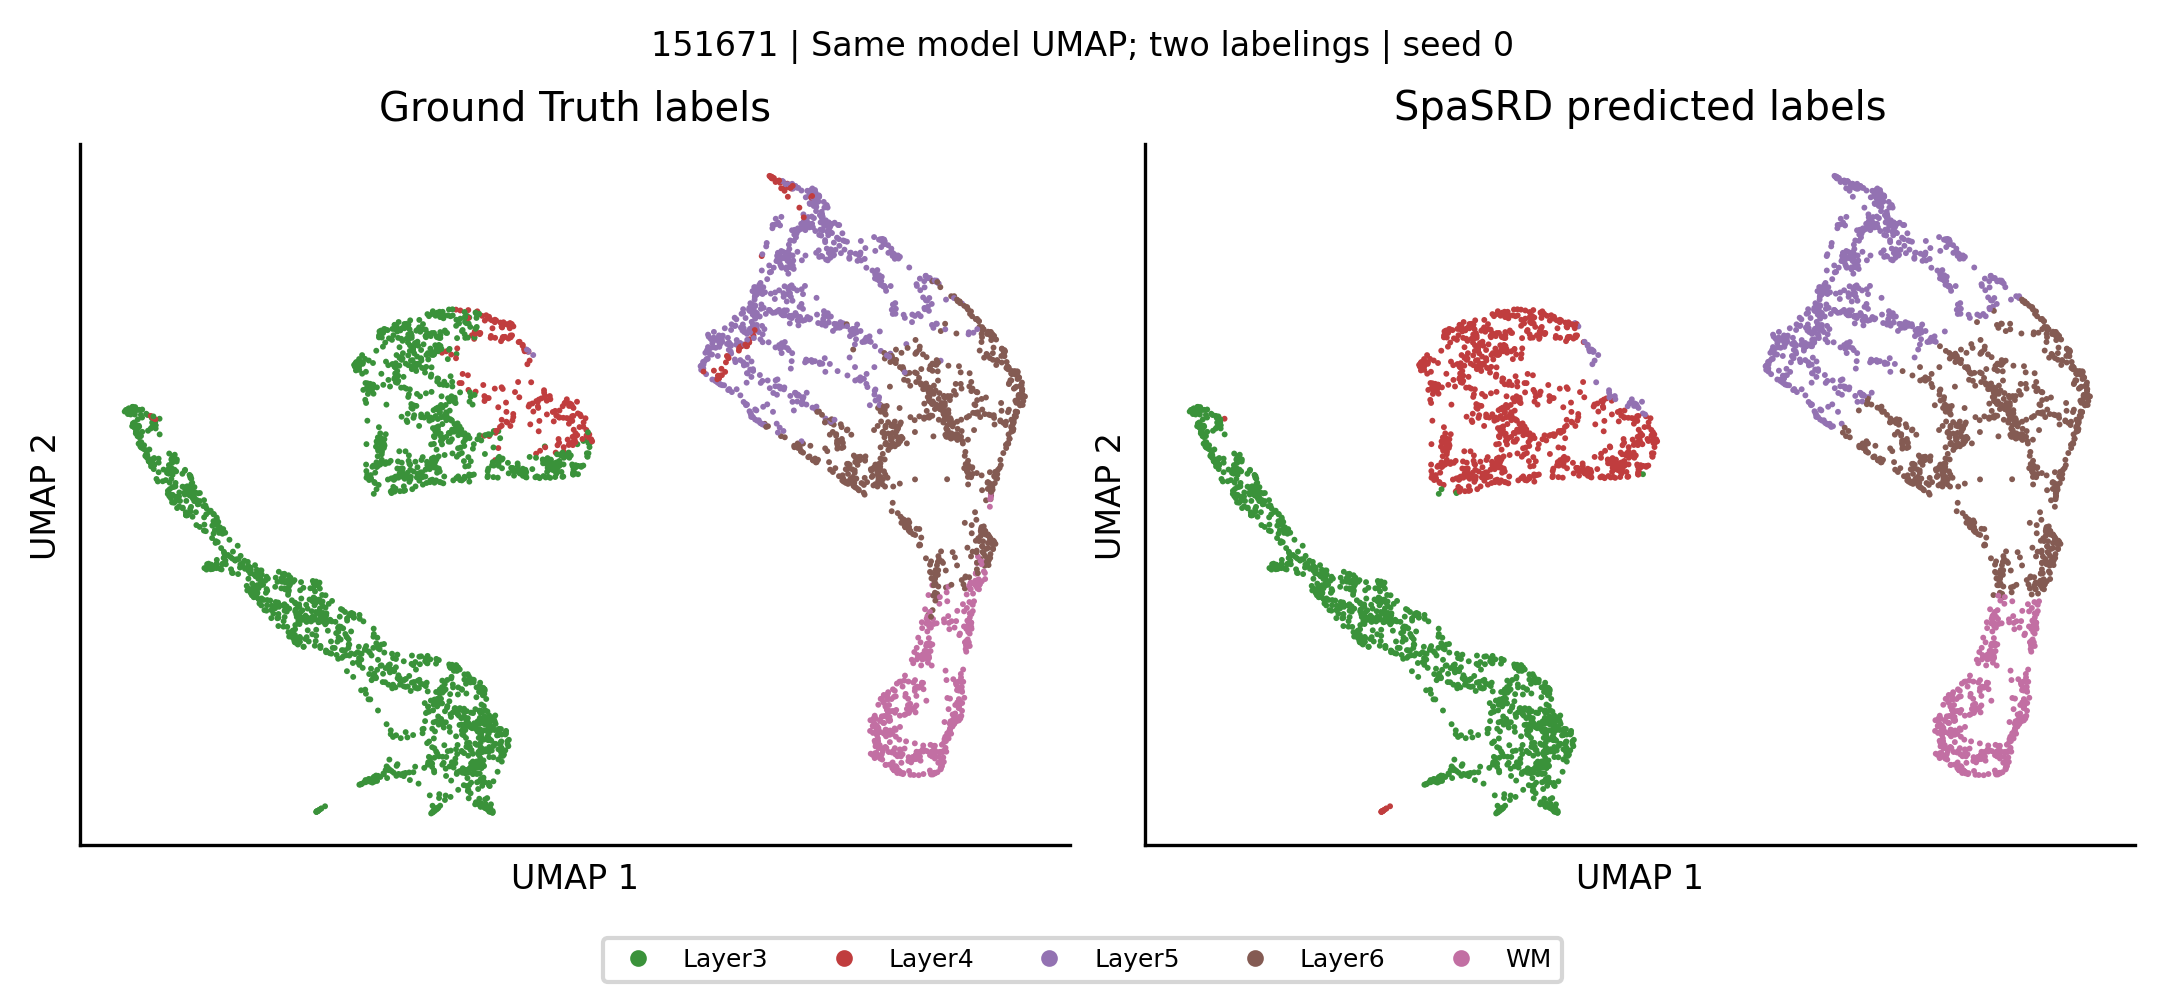 151671 | Same model UMAP; two labelings | seed 0
Ground Truth labels
SpaSRD predicted labels
UMAP 2
UMAP 2
UMAP 1
UMAP 1
Layer3
Layer4
Layer5
Layer6
WM